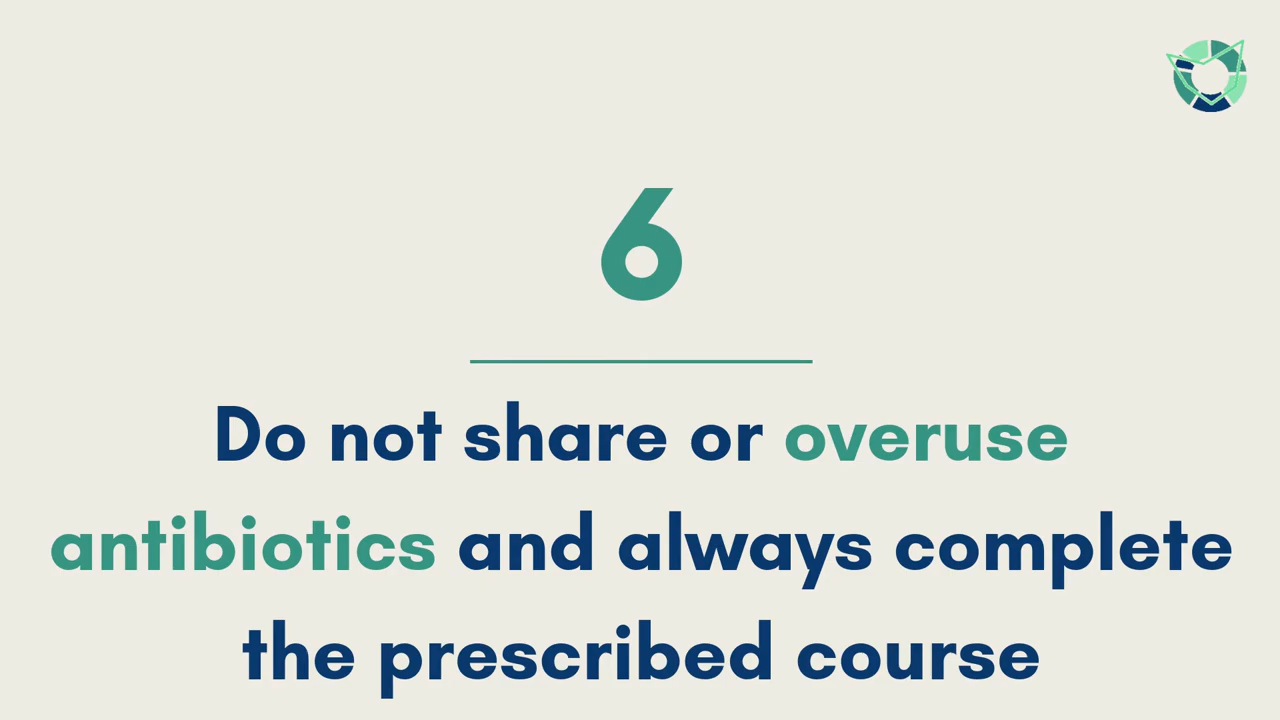 6
Do not share or overuse
antibiotics and always complete
the prescribed course